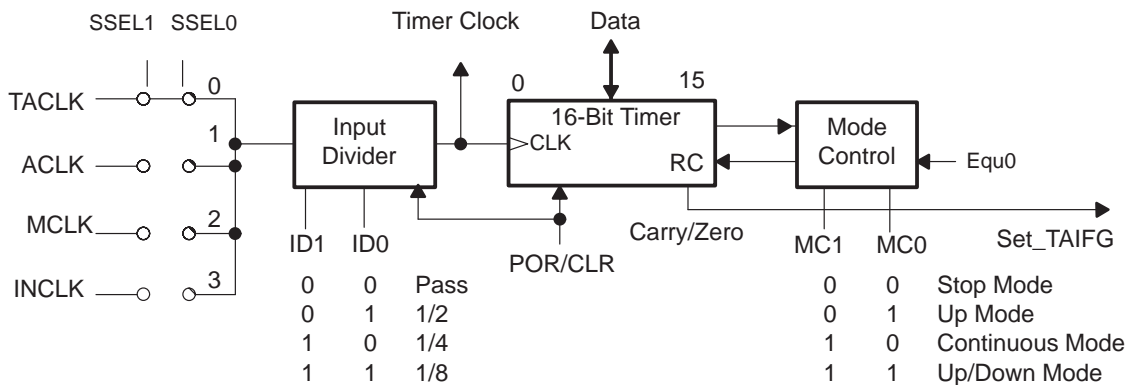 SSEL1 SSEL0 Timer Clock Data
0 0 15
TACLK
1 Input Divider 16-Bit Timer Mode Control
CLK
ACLK RC Equ0
MCLK 2 ID1 ID0 Carry/Zero MC1 MC0 Set_TAIFG
POR/CLR
INCLK 3
0 0 Pass 0 0 Stop Mode
0 1 1/2 0 1 Up Mode
1 0 1/4 1 0 Continuous Mode
1 1 1/8 1 1 Up/Down Mode